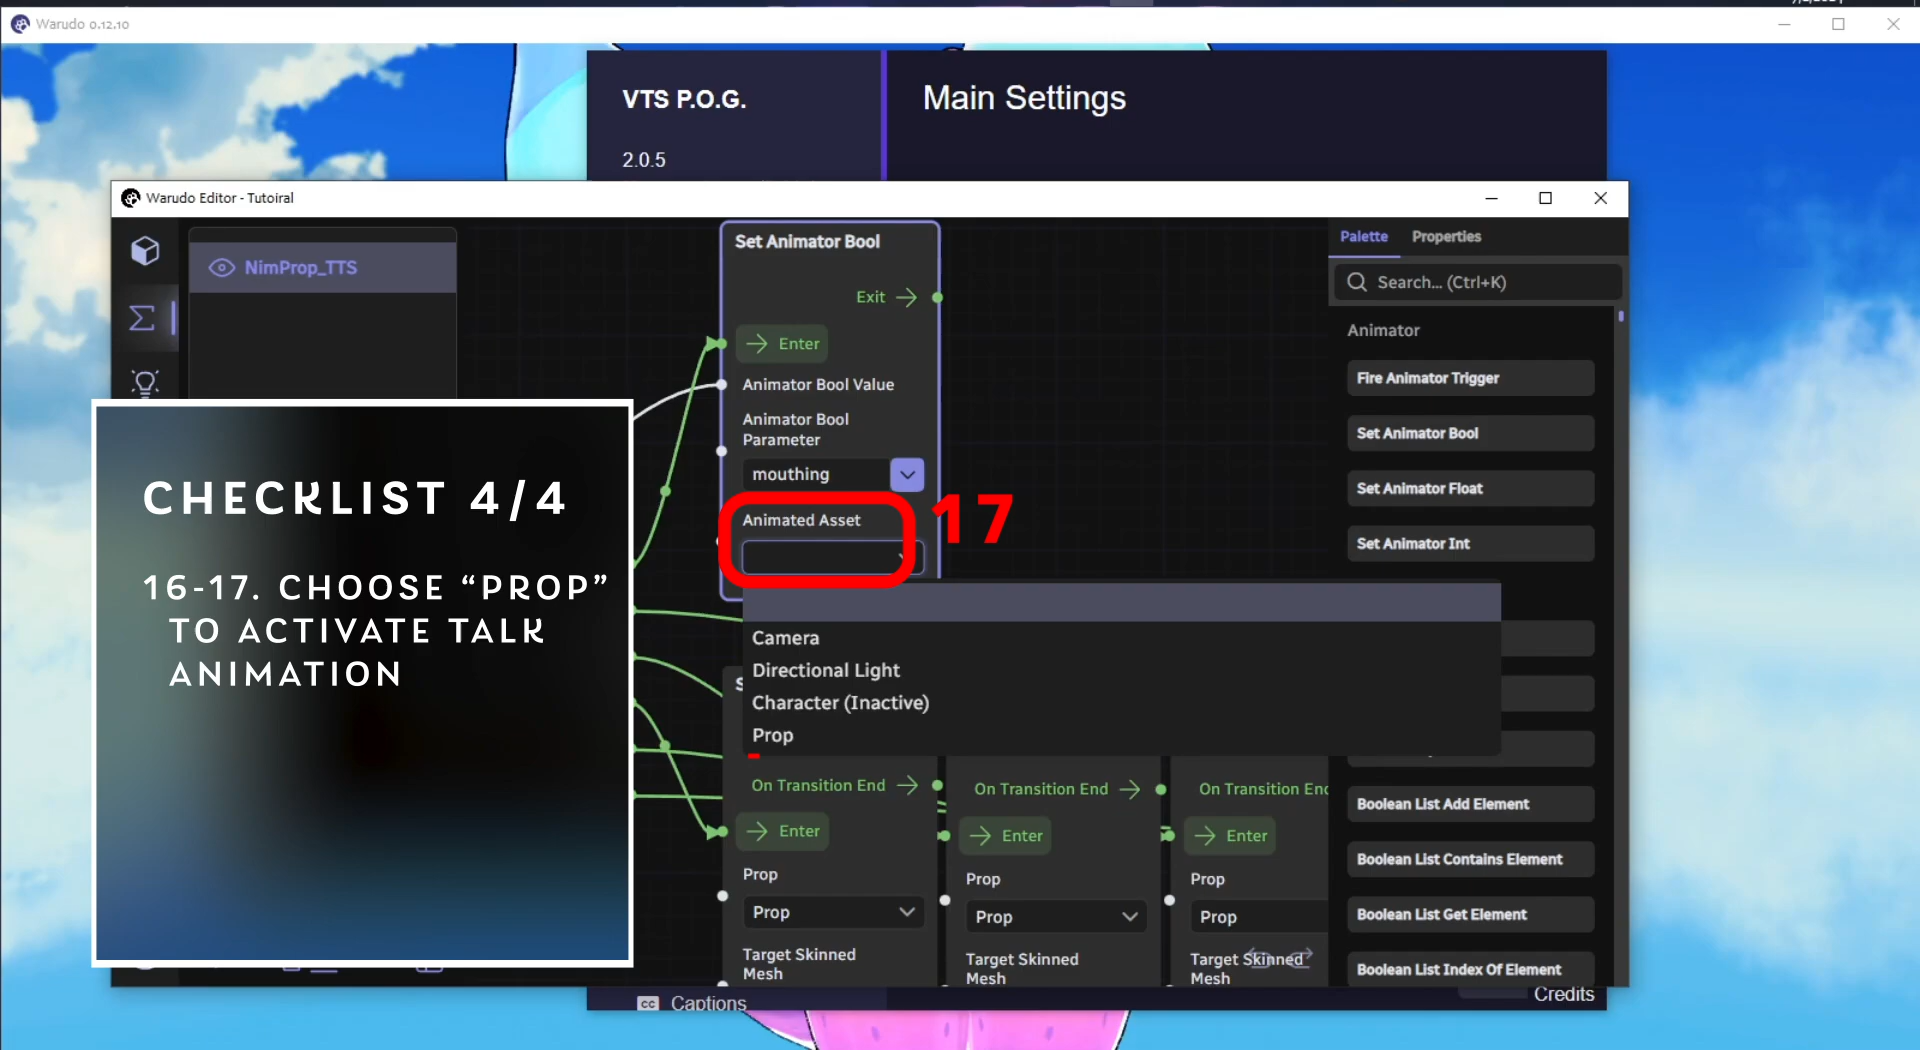 Warudo 0.12.10
VTS P.O.G.
2.0.5
Main Settings
Warudo Editor - Tutoiral
NimProp_TTS
Set Animator Bool
Exit
Enter
Animator Bool Value
Animator Bool
Parameter
mouthing
Animated Asset
17
Camera
Directional Light
Character (Inactive)
Prop
CHECKLIST 4/4
16-17. CHOOSE “PROP”
TO ACTIVATE TALK
ANIMATION
On Transition End
Enter
Prop
Prop
Target Skinned
Mesh
On Transition End
Enter
Prop
Prop
Target Skinned
Mesh
On Transition End
Enter
Prop
Prop
Target Skinned
Mesh
Palette
Properties
Search... (Ctrl+K)
Animator
Fire Animator Trigger
Set Animator Bool
Set Animator Float
Set Animator Int
Boolean List Add Element
Boolean List Contains Element
Boolean List Get Element
Boolean List Index Of Element
CC Captions
Credits